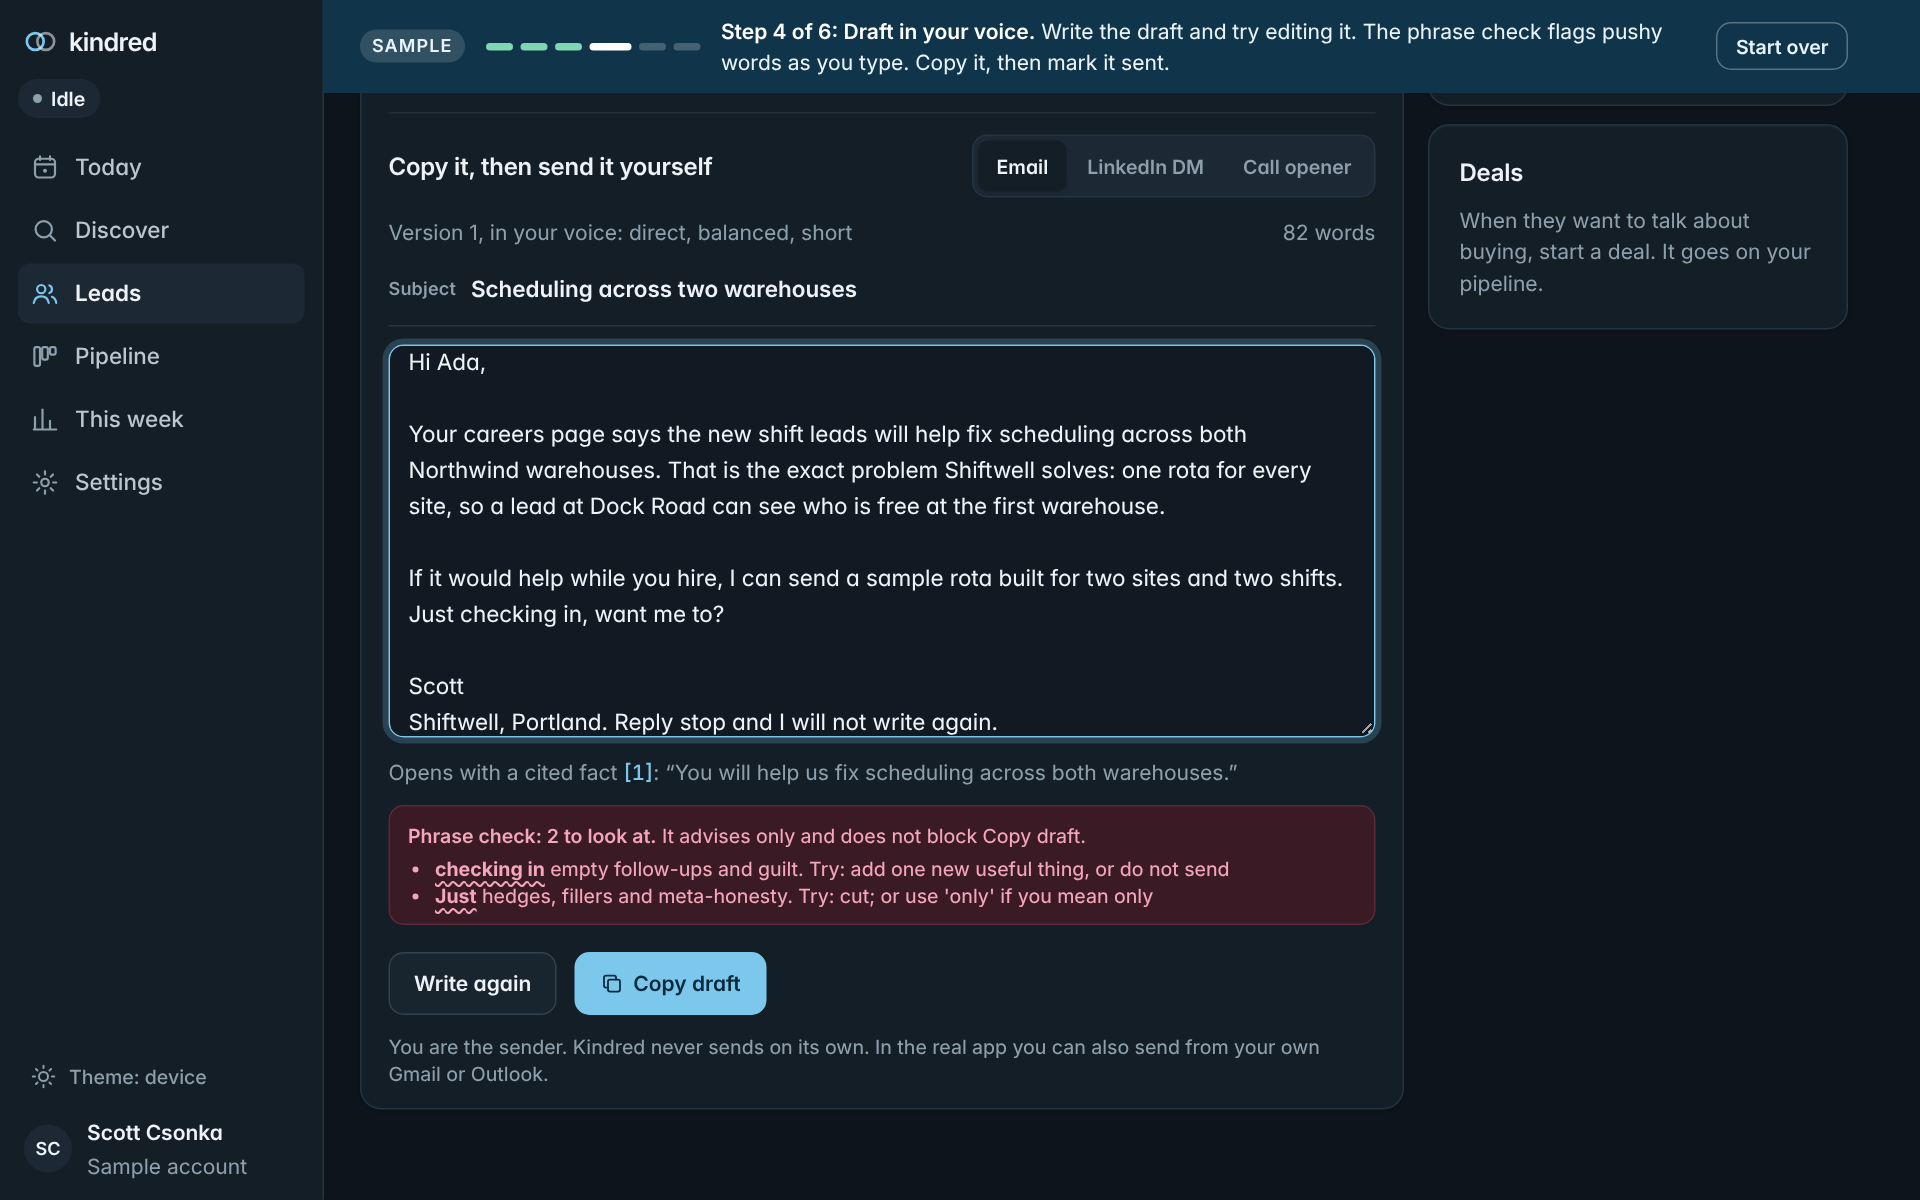 kindred
Idle
Today
Discover
Leads
Pipeline
This week
Settings
Theme: device
SC
Scott Csonka
Sample account
SAMPLE
Step 4 of 6: Draft in your voice. Write the draft and try editing it. The phrase check flags pushy
words as you type. Copy it, then mark it sent.
Start over
Copy it, then send it yourself
Email
LinkedIn DM
Call opener
Version 1, in your voice: direct, balanced, short
82 words
Subject Scheduling across two warehouses
Hi Ada,
Your careers page says the new shift leads will help fix scheduling across both
Northwind warehouses. That is the exact problem Shiftwell solves: one rota for every
site, so a lead at Dock Road can see who is free at the first warehouse.
If it would help while you hire, I can send a sample rota built for two sites and two shifts.
Just checking in, want me to?
Scott
Shiftwell, Portland. Reply stop and I will not write again.
Opens with a cited fact [1]: “You will help us fix scheduling across both warehouses.”
Phrase check: 2 to look at. It advises only and does not block Copy draft.
• checking in empty follow-ups and guilt. Try: add one new useful thing, or do not send
• Just hedges, fillers and meta-honesty. Try: cut; or use 'only' if you mean only
Write again
Copy draft
You are the sender. Kindred never sends on its own. In the real app you can also send from your own
Gmail or Outlook.
Deals
When they want to talk about
buying, start a deal. It goes on your
pipeline.